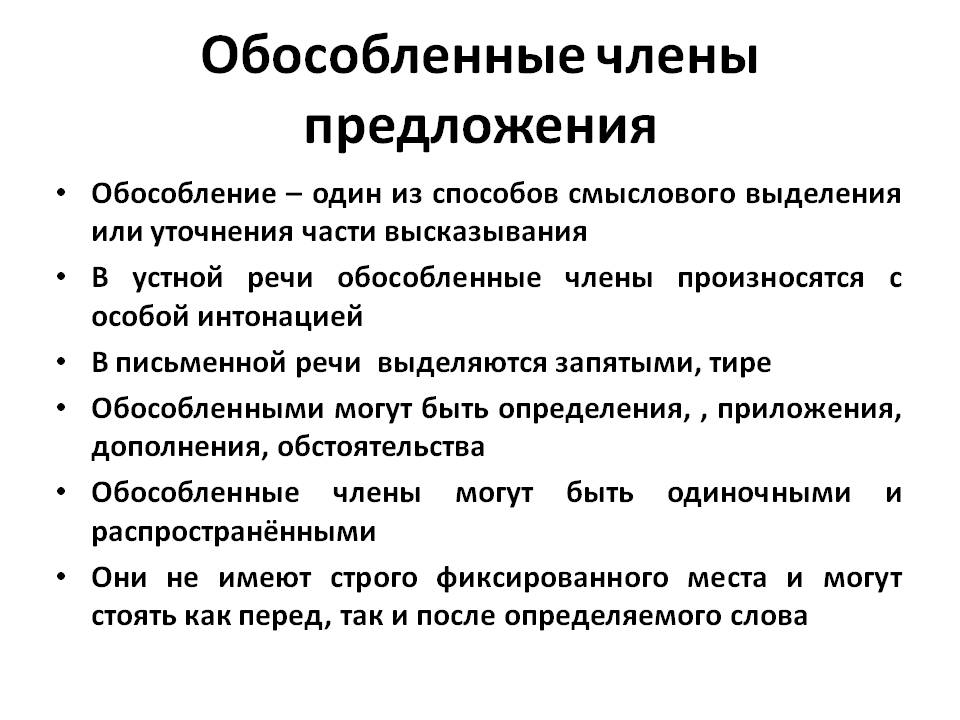 Обособленные члены
предложения
• Обособление – один из способов смыслового выделения
или уточнения части высказывания
• В устной речи обособленные члены произносятся с
особой интонацией
• В письменной речи  выделяются запятыми, тире
• Обособленными могут быть определения, , приложения,
дополнения, обстоятельства
• Обособленные члены могут быть одиночными и
распространёнными
• Они не имеют строго фиксированного места и могут
стоять как перед, так и после определяемого слова